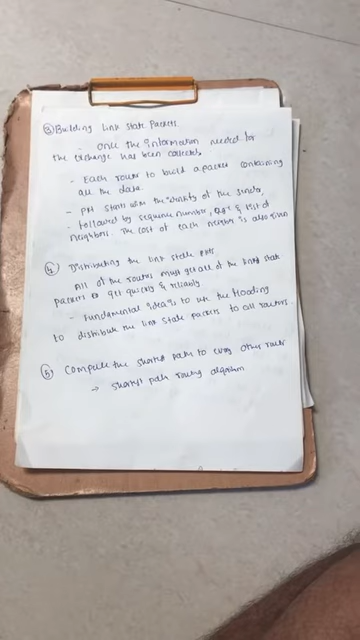 ③ Building Link State Packets
- once the information needed for
the exchange has been collected,
- Each router to build a packet containing
all the data.
- Pkt starts with the identity of the sender,
- followed by sequence number, age & list of
neighbors. The cost of each neighbor is also given
④ Distributing the link state pkts
All of the routes must get all of the link state
packets to get quickly & reliably
- Fundamental idea is to use the flooding
to distribute the link state packets to all routers.
⑤ Compute the shortest path to every other router
→ shortest path routing algorithm